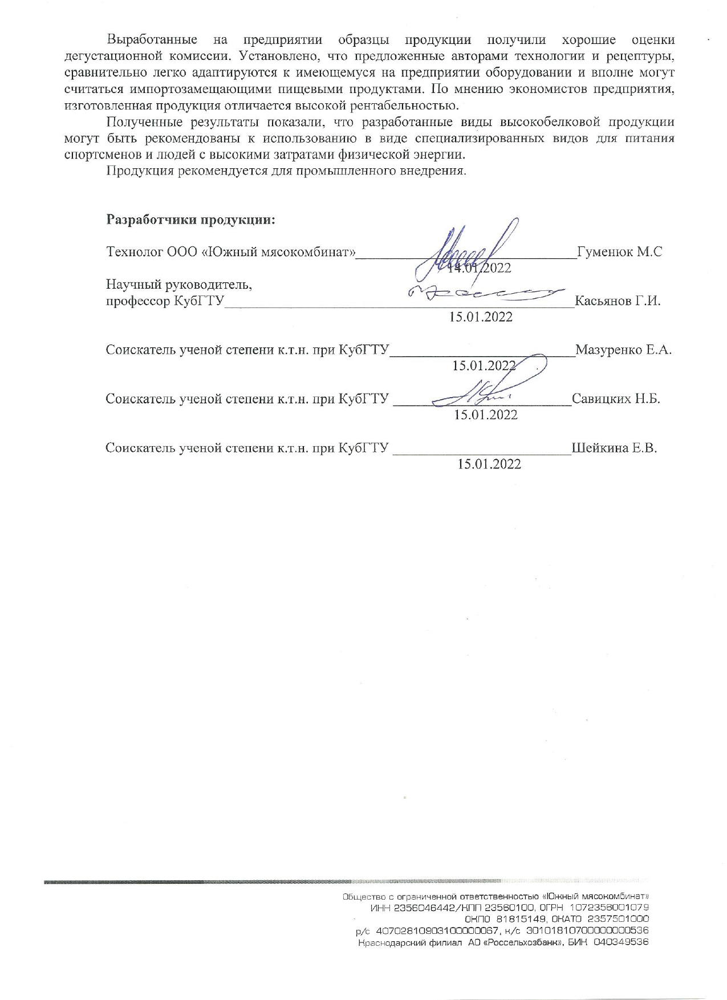 Выработанные на предприятии образцы продукции получили хорошие оценки
дегустационной комиссии. Установлено, что предложенные авторами технологии и рецептуры,
сравнительно легко адаптируются к имеющемуся на предприятии оборудовании и вполне могут
считаться импортозамещающими пищевыми продуктами. По мнению экономистов предприятия,
изготовленная продукция отличается высокой рентабельностью.
Полученные результаты показали, что разработанные виды высокобелковой продукции
могут быть рекомендованы к использованию в виде специализированных видов для питания
спортсменов и людей с высокими затратами физической энергии.
Продукция рекомендуется для промышленного внедрения.
Разработчики продукции:
Технолог ООО «Южный мясокомбинат»______________________________Гуменюк М.С
14.01.2022
Научный руководитель,
профессор КубГТУ________________________________________________Касьянов Г.И.
15.01.2022
Соискатель ученой степени к.т.н. при КубГТУ_________________________Мазуренко Е.А.
15.01.2022
Соискатель ученой степени к.т.н. при КубГТУ ________________________Савицких Н.Б.
15.01.2022
Соискатель ученой степени к.т.н. при КубГТУ ________________________Шейкина Е.В.
15.01.2022
Общество с ограниченной ответственностью «Южный мясокомбинат»
ИНН 2356046442/КПП 23560100, ОГРН 1072356001079
ОКПО 81815149, ОКАТО 2357501000
р/с 40702810903100000067, к/с 30101810700000000536
Краснодарский филиал АО «Россельхозбанк», БИК 040349536